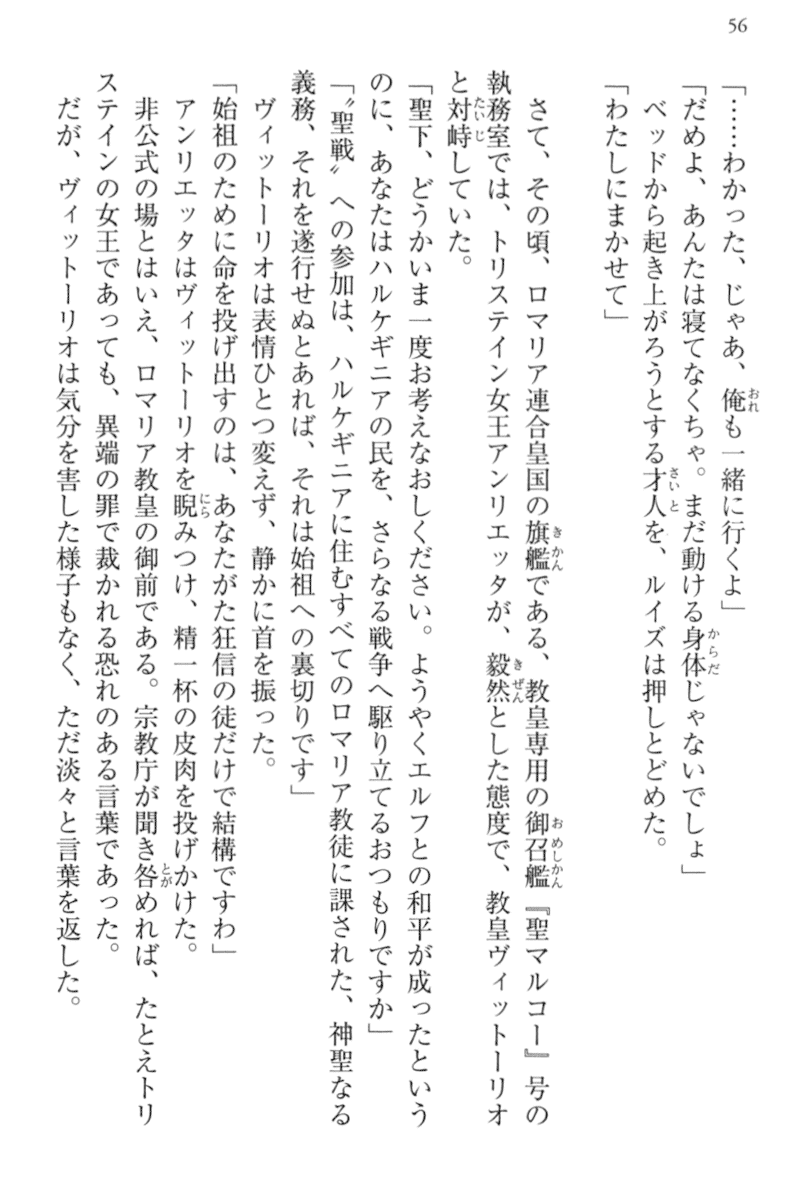 56
「……わかった、じゃあ、俺も一緒に行くよ」
「だめよ、あんたは寝てなくちゃ。まだ動ける身体じゃないでしょ」
ベッドから起き上がろうとする才人を、ルイズは押しとどめた。
「わたしにまかせて」
さて、その頃、ロマリア連合皇国の旗艦である、教皇専用の御召艦『聖マルコー』号の
執務室では、トリステイン女王アンリエッタが、毅然とした態度で、教皇ヴィットーリオ
と対峙していた。
「聖下、どうかいま一度お考えなおしください。ようやくエルフとの和平が成ったという
のに、あなたはハルケギニアの民を、さらなる戦争へ駆り立てるおつもりですか」
「〝聖戦〟への参加は、ハルケギニアに住むすべてのロマリア教徒に課された、神聖なる
義務、それを遂行せぬとあれば、それは始祖への裏切りです」
ヴィットーリオは表情ひとつ変えず、静かに首を振った。
「始祖のために命を投げ出すのは、あなたがた狂信の徒だけで結構ですわ」
アンリエッタはヴィットーリオを睨みつけ、精一杯の皮肉を投げかけた。
非公式の場とはいえ、ロマリア教皇の御前である。宗教庁が聞き咎めれば、たとえトリ
ステインの女王であっても、異端の罪で裁かれる恐れのある言葉であった。
だが、ヴィットーリオは気分を害した様子もなく、ただ淡々と言葉を返した。